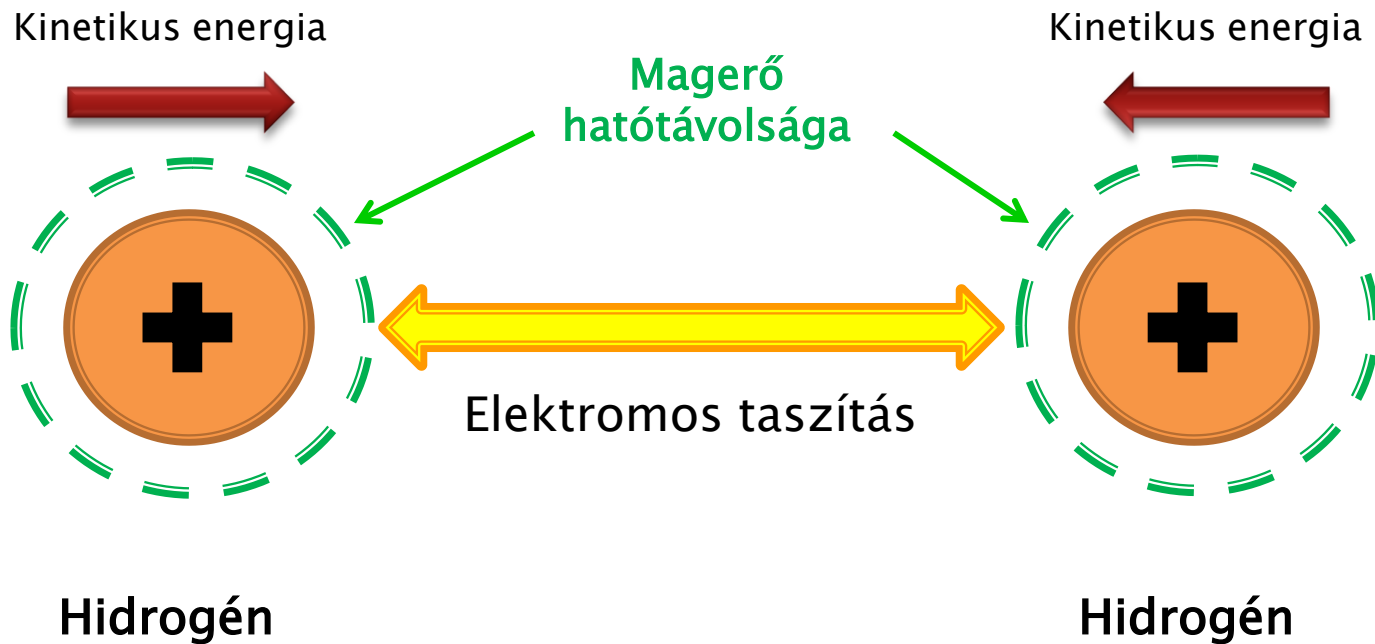 Kinetikus energia
Kinetikus energia
Magerő
hatótávolsága
Elektromos taszítás
Hidrogén
Hidrogén